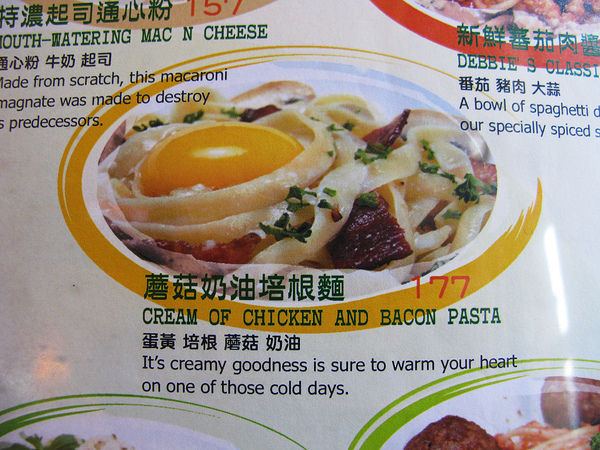 特濃起司通心粉 157
MOUTH-WATERING MAC N CHEESE
通心粉 牛奶 起司
Made from scratch, this macaroni
magnate was made to destroy
s predecessors.
新鮮蕃茄肉醬
DEBBIE'S CLASSI
番茄 豬肉 大蒜
A bowl of spaghetti d
our specially spiced s
蘑菇奶油培根麵 177
CREAM OF CHICKEN AND BACON PASTA
蛋黃 培根 蘑菇 奶油
It's creamy goodness is sure to warm your heart
on one of those cold days.